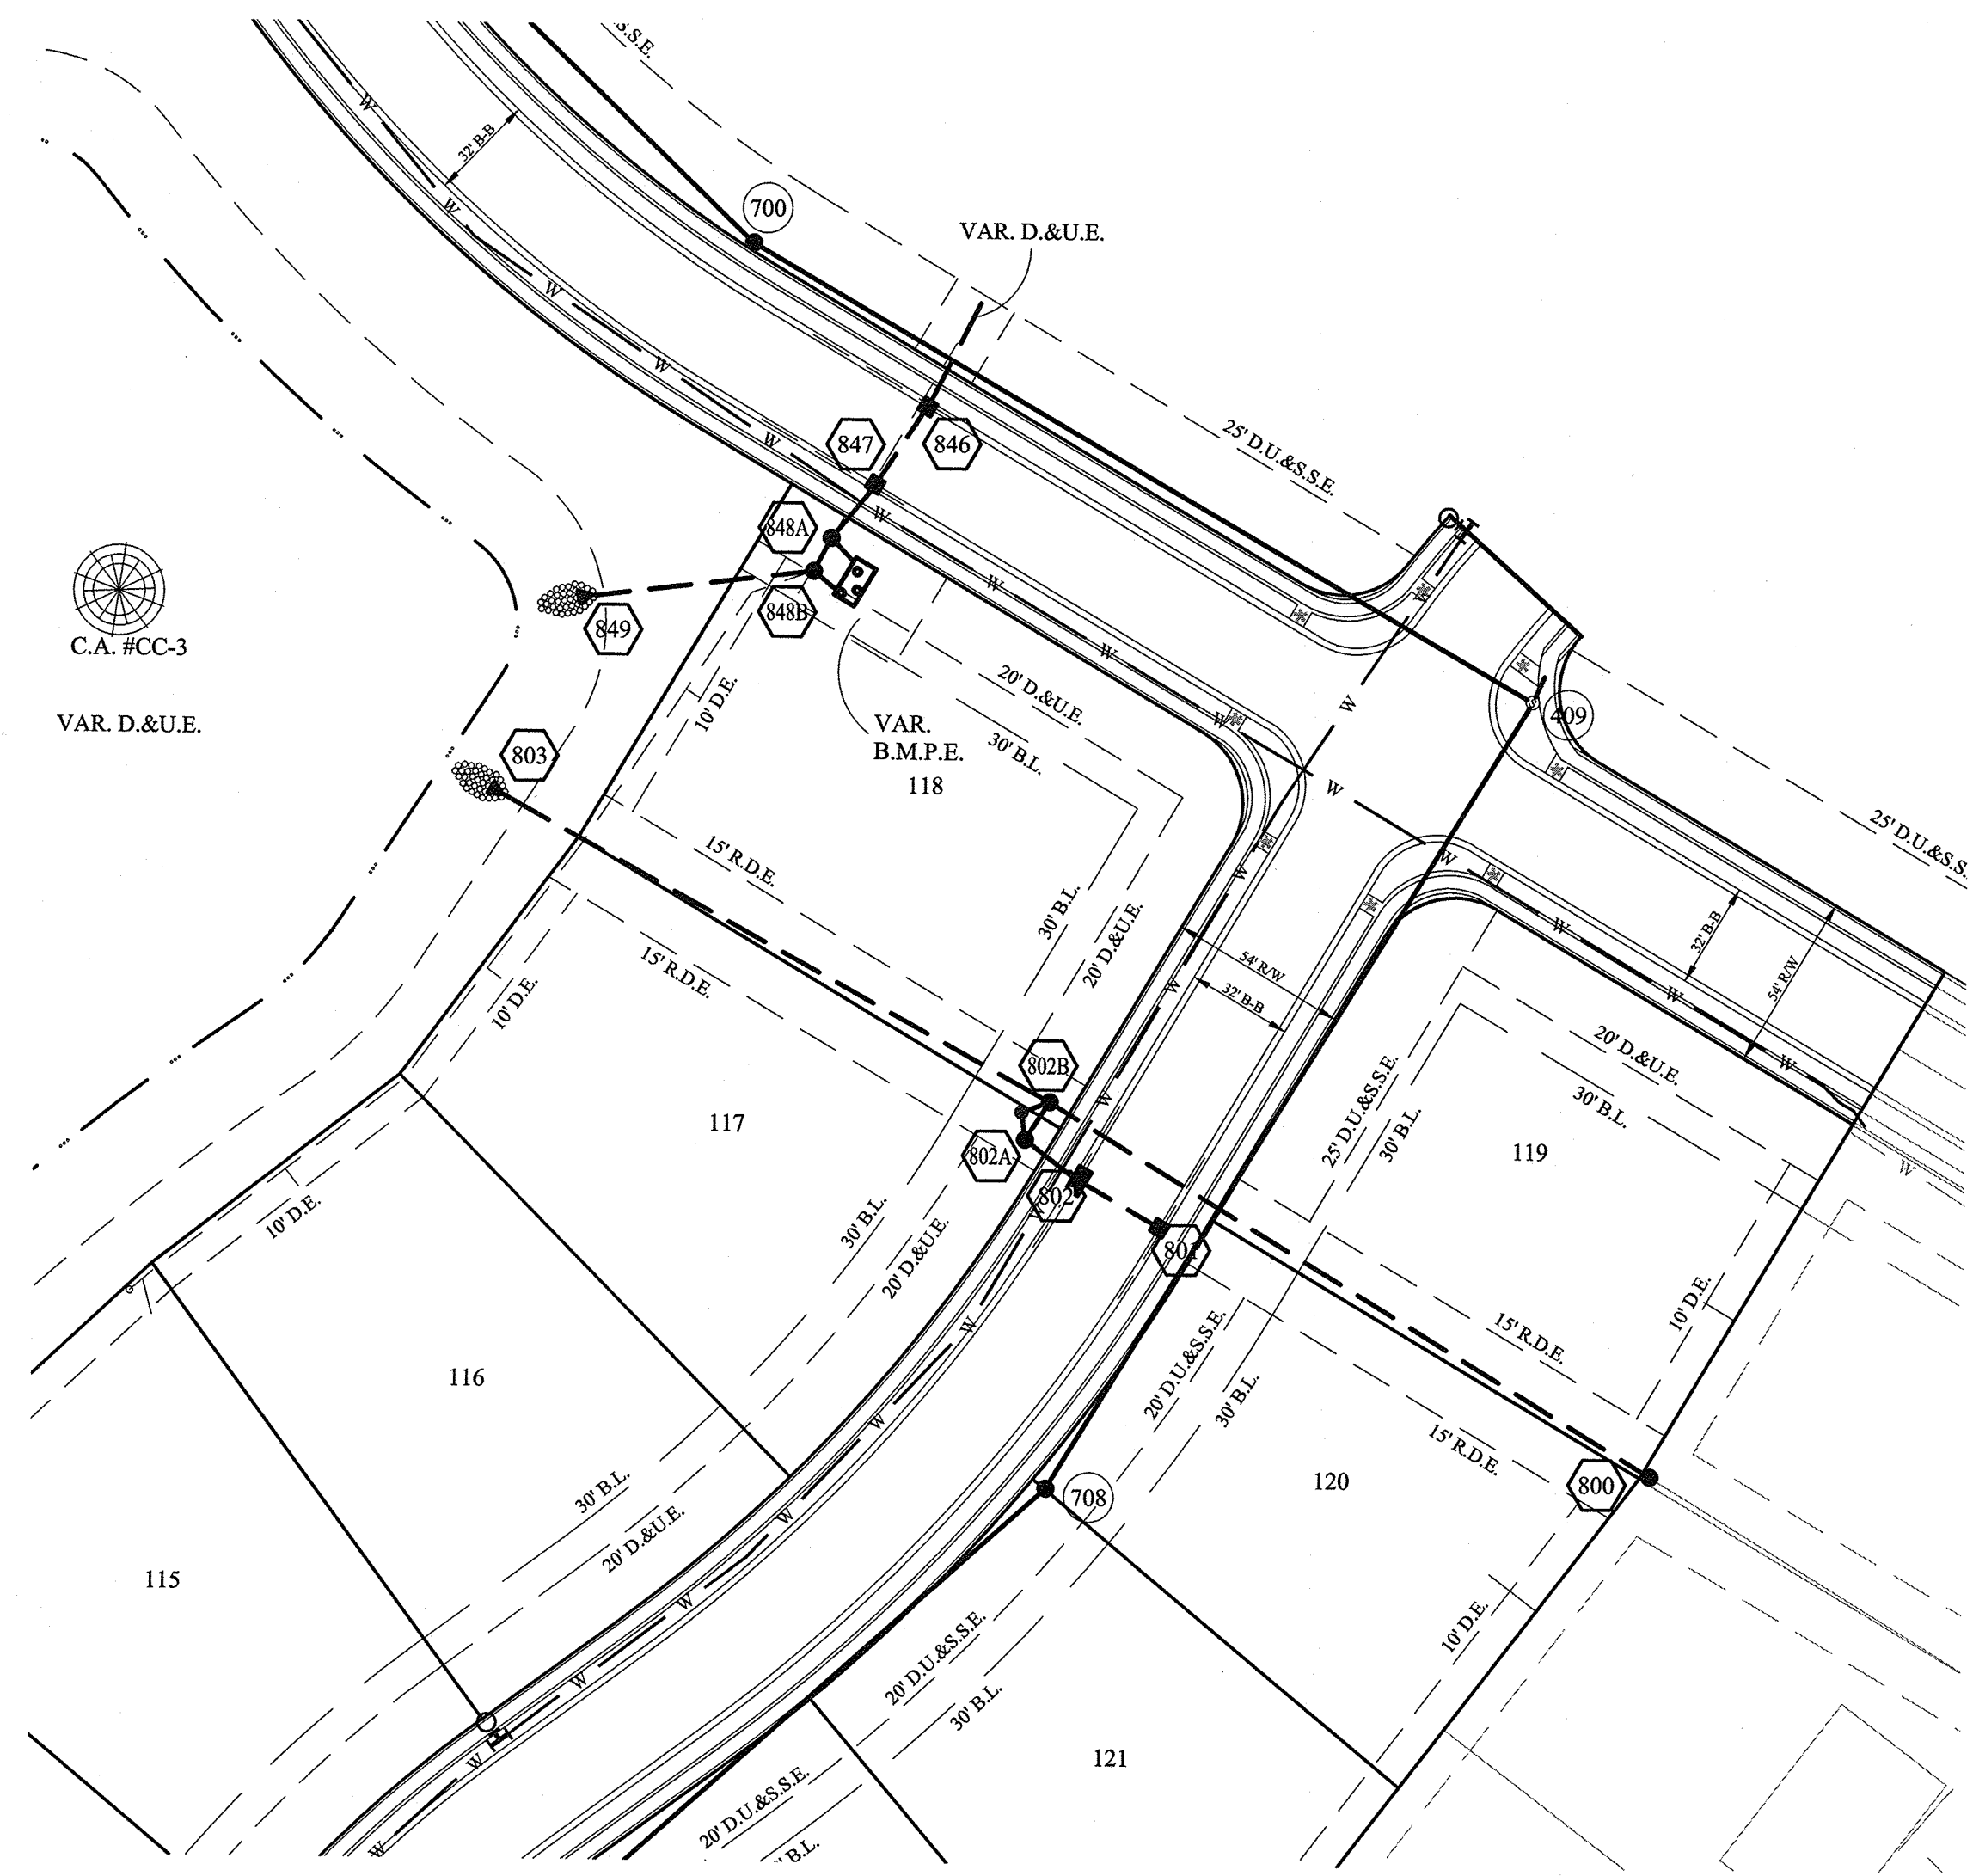 S.S.E.
W
32' B-B
W
700
VAR. D.&U.E.
W
W
25' D.U.&S.S.E.
847
846
W
848A
W
W
848B
849
C.A. #CC-3
VAR. D.&U.E.
W
W
20' D.&U.E.
10' D.E.
30' B.L.
VAR.
B.M.P.E.
118
W
W
409
803
W
25' D.U.&S.S.
15' R.D.E.
W
W
30' B.L.
20' D.&U.E.
54' R/W
32' B-B
W
W
32' B-B
54' R/W
W
15' R.D.E.
10' D.E.
W
20' D.&U.E.
30' B.L.
802B
W
25' D.U.&S.S.E.
30' B.L.
117
119
802A
802
W
W
801
30' B.L.
20' D.&U.E.
10' D.E.
10' D.E.
W
15' R.D.E.
20' D.U.&S.S.E.
30' B.L.
116
W
15' R.D.E.
120
800
708
30' B.L.
20' D.&U.E.
W
115
W
10' D.E.
20' D.U.&S.S.E.
30' B.L.
W
W
121
20' D.U.&S.S.E.
' B.L.
W